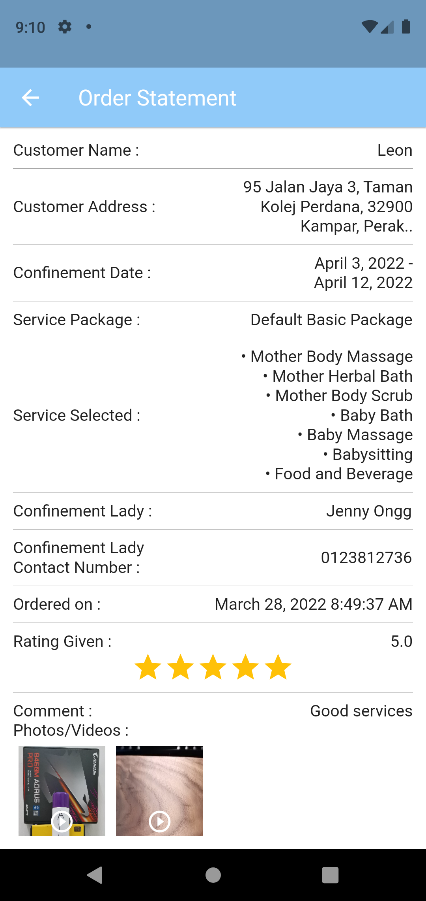 9:10
Order Statement
Customer Name :
Leon
Customer Address :
95 Jalan Jaya 3, Taman
Kolej Perdana, 32900
Kampar, Perak..
Confinement Date :
April 3, 2022 -
April 12, 2022
Service Package :
Default Basic Package
Service Selected :
• Mother Body Massage
• Mother Herbal Bath
• Mother Body Scrub
• Baby Bath
• Baby Massage
• Babysitting
• Food and Beverage
Confinement Lady :
Jenny Ongg
Confinement Lady
Contact Number :
0123812736
Ordered on :
March 28, 2022 8:49:37 AM
Rating Given :
5.0
Comment :
Good services
Photos/Videos :
AORUS